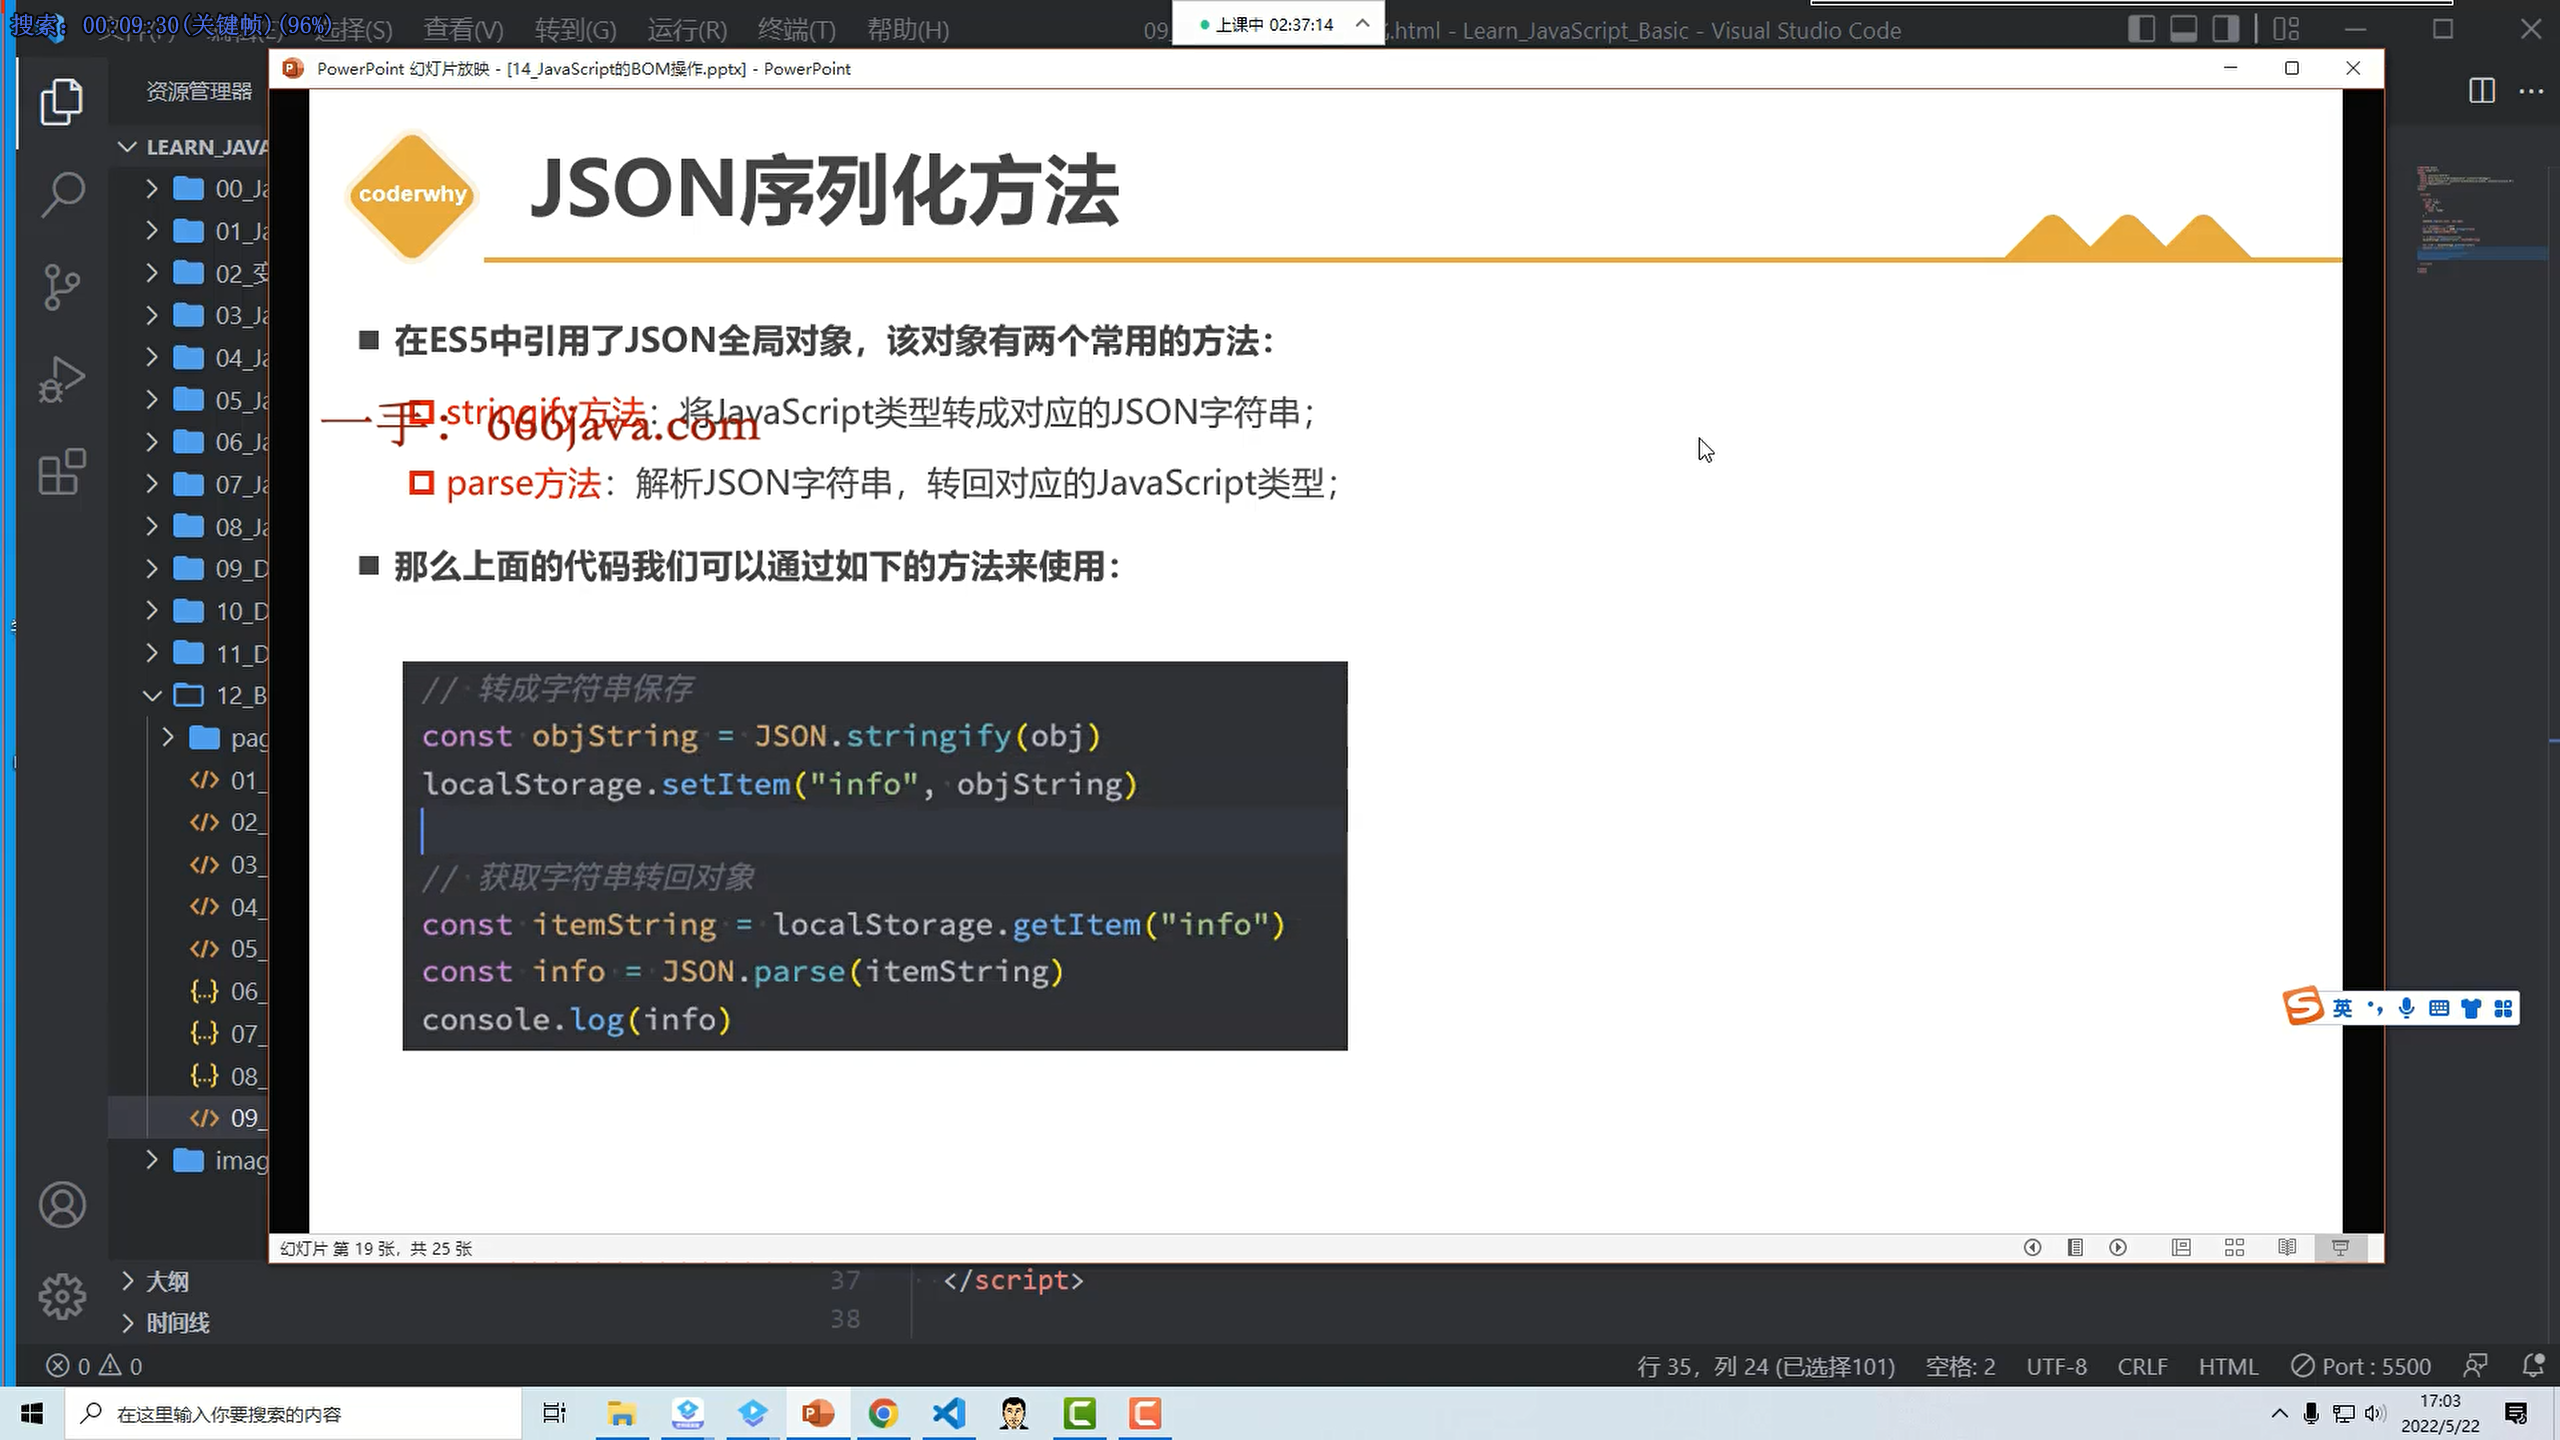 搜索: 00:09:30(关键帧)(96%)
选择(S) 查看(V) 转到(G) 运行(R) 终端(T) 帮助(H)
上课中 02:37:14
.html - Learn_JavaScript_Basic - Visual Studio Code
PowerPoint 幻灯片放映 - [14_JavaScript的BOM操作.pptx] - PowerPoint
资源管理器
LEARN_JAVA
00_Ja
01_Ja
02_变
03_Ja
04_Ja
05_Ja
06_Ja
07_Ja
08_Ja
09_D
10_D
11_D
12_B
pag
01_
02_
03_
04_
05_
06_
07_
08_
09_
imag
大纲
时间线
coderwhy
JSON序列化方法
在ES5中引用了JSON全局对象，该对象有两个常用的方法：
stringify方法：将JavaScript类型转成对应的JSON字符串；
一手：666java.com
parse方法：解析JSON字符串，转回对应的JavaScript类型；
那么上面的代码我们可以通过如下的方法来使用：
// 转成字符串保存
const objString = JSON.stringify(obj)
localStorage.setItem("info", objString)
// 获取字符串转回对象
const itemString = localStorage.getItem("info")
const info = JSON.parse(itemString)
console.log(info)
英
幻灯片 第 19 张，共 25 张
37 </script>
38
0 0
行 35，列 24 (已选择101) 空格: 2 UTF-8 CRLF HTML Port : 5500
在这里输入你要搜索的内容
17:03
2022/5/22